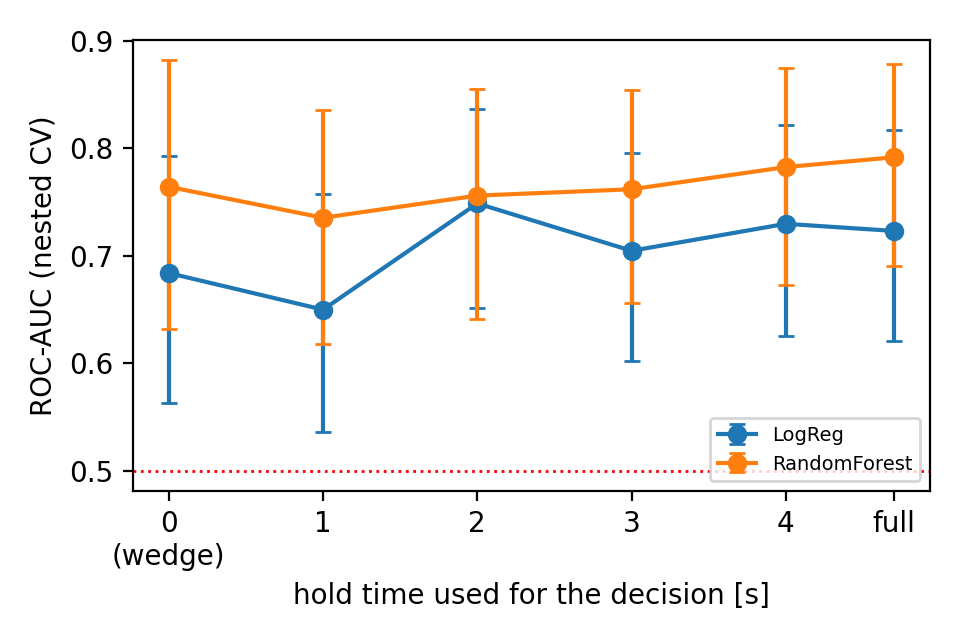 0.9
0.8
0.7
0.6
0.5
ROC-AUC (nested CV)
LogReg
RandomForest
0 1 2 3 4 full
(wedge)
hold time used for the decision [s]